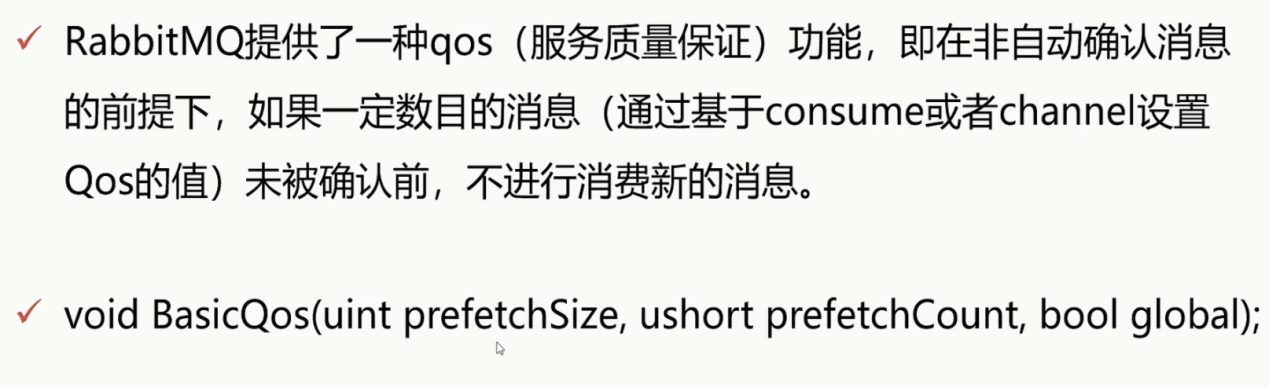 ✓ RabbitMQ提供了一种qos（服务质量保证）功能，即在非自动确认消息
的前提下，如果一定数目的消息（通过基于consume或者channel设置
Qos的值）未被确认前，不进行消费新的消息。
✓ void BasicQos(uint prefetchSize, ushort prefetchCount, bool global);